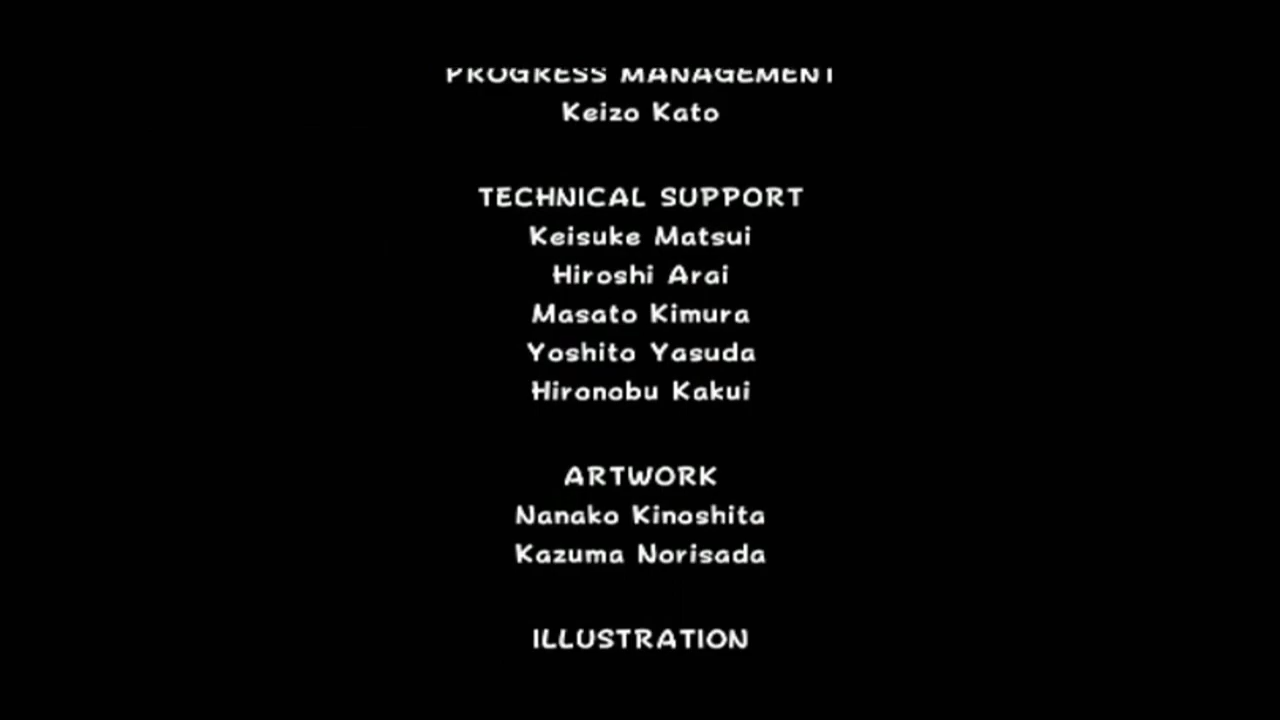 PROGRESS MANAGEMENT
Keizo Kato
TECHNICAL SUPPORT
Keisuke Matsui
Hiroshi Arai
Masato Kimura
Yoshito Yasuda
Hironobu Kakui
ARTWORK
Nanako Kinoshita
Kazuma Norisada
ILLUSTRATION